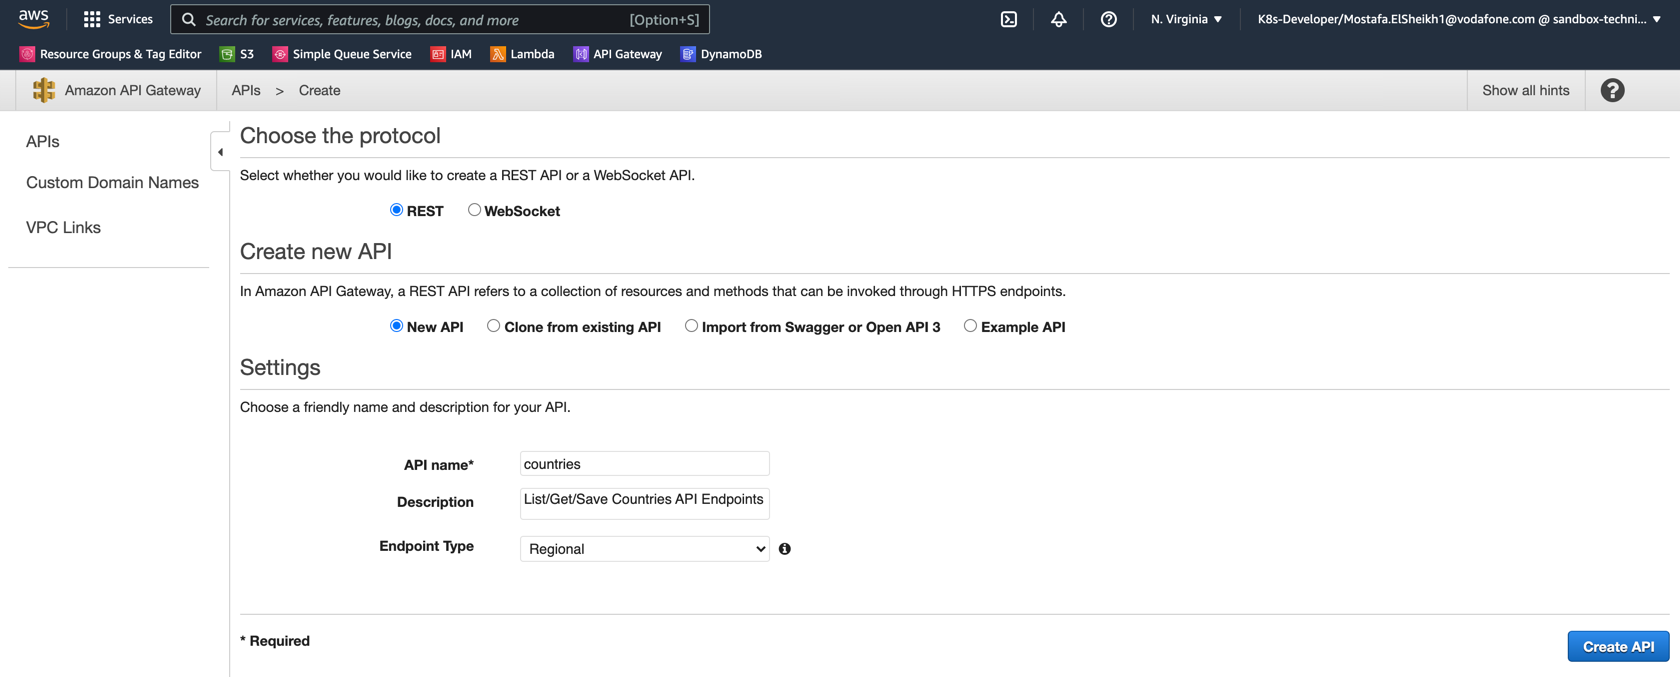 aws Services Search for services, features, blogs, docs, and more [Option+S] N. Virginia K8s-Developer/Mostafa.ElSheikh1@vodafone.com @ sandbox-techni...
Resource Groups & Tag Editor S3 Simple Queue Service IAM Lambda API Gateway DynamoDB
Amazon API Gateway APIs > Create Show all hints
APIs
Custom Domain Names
VPC Links
Choose the protocol
Select whether you would like to create a REST API or a WebSocket API.
REST WebSocket
Create new API
In Amazon API Gateway, a REST API refers to a collection of resources and methods that can be invoked through HTTPS endpoints.
New API Clone from existing API Import from Swagger or Open API 3 Example API
Settings
Choose a friendly name and description for your API.
API name* countries
Description List/Get/Save Countries API Endpoints
Endpoint Type Regional
* Required
Create API